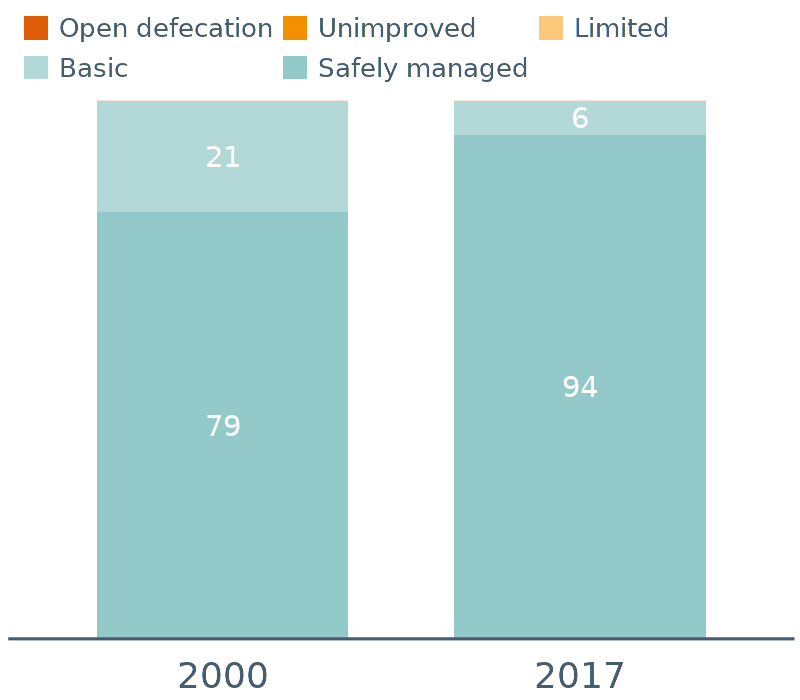 Open defecation Unimproved Limited
Basic Safely managed
21 6
79 94
2000 2017